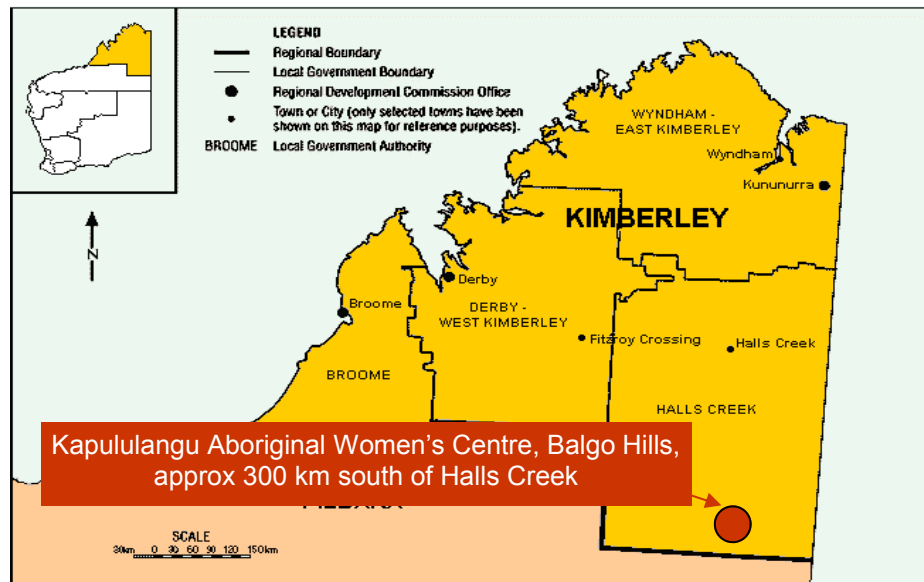 LEGEND
Regional Boundary
Local Government Boundary
Regional Development Commission Office
Town or City (only selected towns have been
shown on this map for reference purposes).
BROOME Local Government Authority
N
WYNDHAM -
EAST KIMBERLEY
Wyndham
Kununurra
KIMBERLEY
Derby
DERBY -
WEST KIMBERLEY
Broome
Fitzroy Crossing
Halls Creek
BROOME
HALLS CREEK
Kapululangu Aboriginal Women's Centre, Balgo Hills,
approx 300 km south of Halls Creek
SCALE
30km 0 30 60 90 120 150km